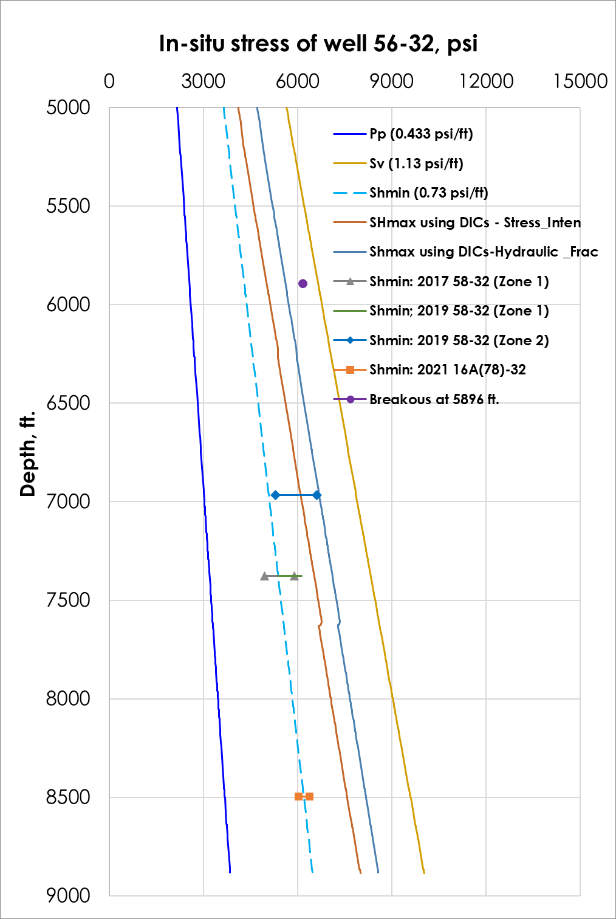 In-situ stress of well 56-32, psi
0 3000 6000 9000 12000 15000
5000
5500
6000
6500
7000
7500
8000
8500
9000
Depth, ft.
Pp (0.433 psi/ft)
Sv (1.13 psi/ft)
Shmin (0.73 psi/ft)
SHmax using DICs - Stress_Inten
Shmax using DICs-Hydraulic _Frac
Shmin: 2017 58-32 (Zone 1)
Shmin; 2019 58-32 (Zone 1)
Shmin: 2019 58-32 (Zone 2)
Shmin: 2021 16A(78)-32
Breakous at 5896 ft.